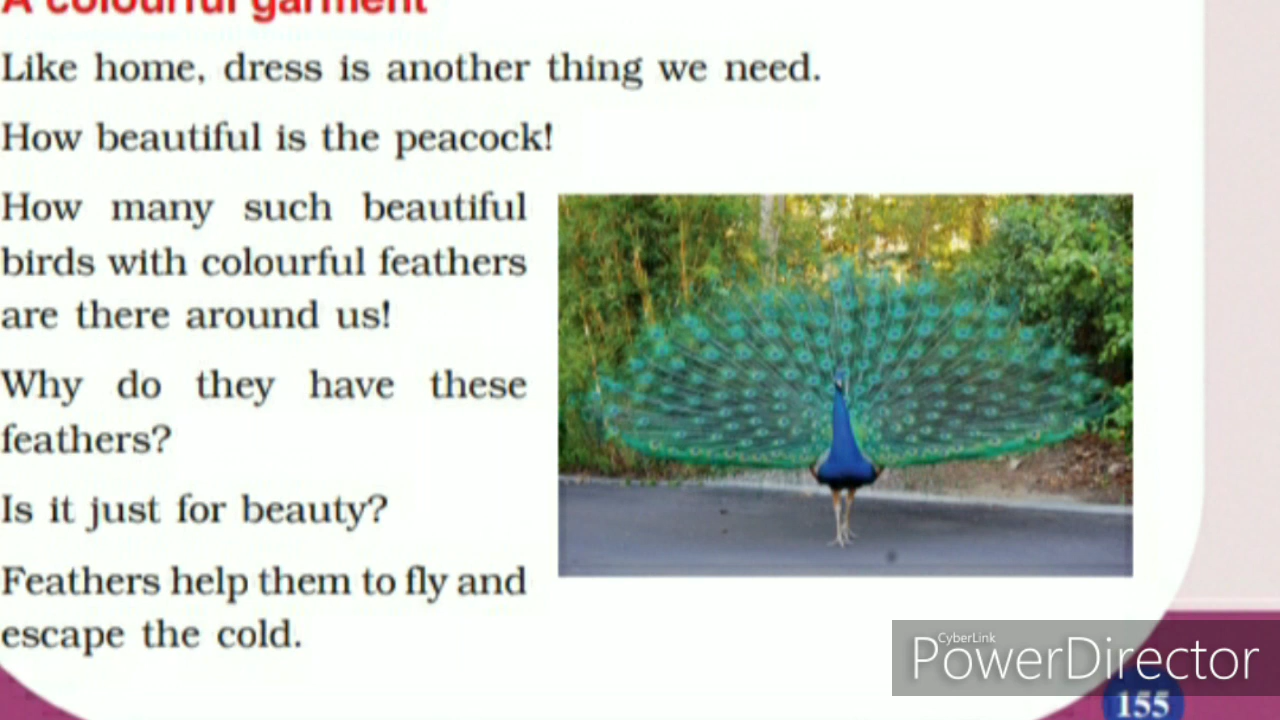 A colourful garment
Like home, dress is another thing we need.
How beautiful is the peacock!
How many such beautiful
birds with colourful feathers
are there around us!
Why do they have these
feathers?
Is it just for beauty?
Feathers help them to fly and
escape the cold.
CyberLink
PowerDirector
155